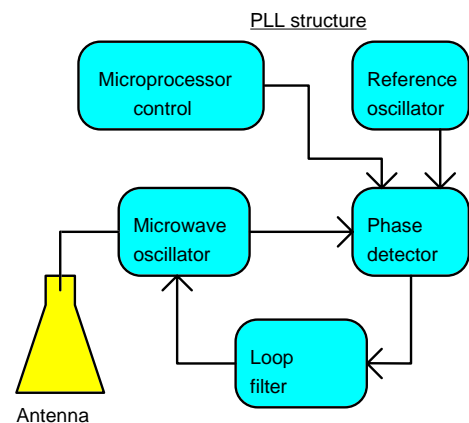 PLL structure
Microprocessor
control
Reference
oscillator
Microwave
oscillator
Phase
detector
Loop
filter
Antenna